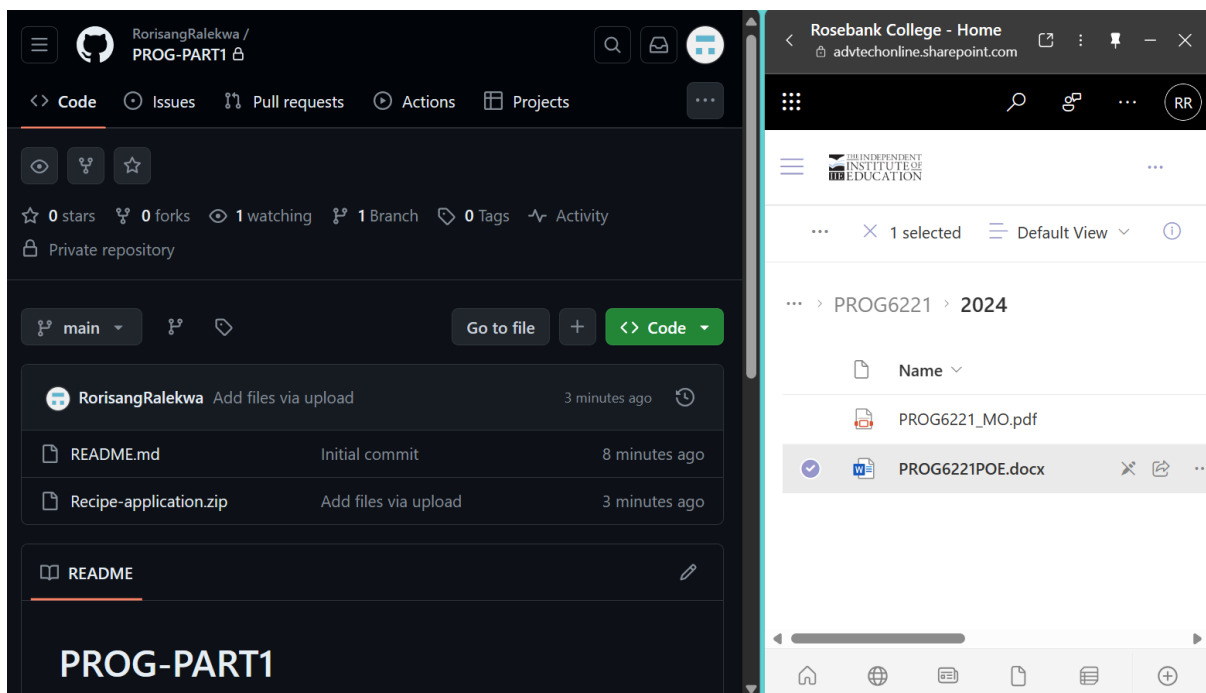 RorisangRalekwa /
PROG-PART1
Code Issues Pull requests Actions Projects
0 stars 0 forks 1 watching 1 Branch 0 Tags Activity
Private repository
main Go to file Code
RorisangRalekwa Add files via upload 3 minutes ago
README.md Initial commit 8 minutes ago
Recipe-application.zip Add files via upload 3 minutes ago
README
PROG-PART1
Rosebank College - Home
advtechonline.sharepoint.com
RR
THE INDEPENDENT
INSTITUTE OF
EDUCATION
1 selected Default View
PROG6221 2024
Name
PROG6221_MO.pdf
PROG6221POE.docx